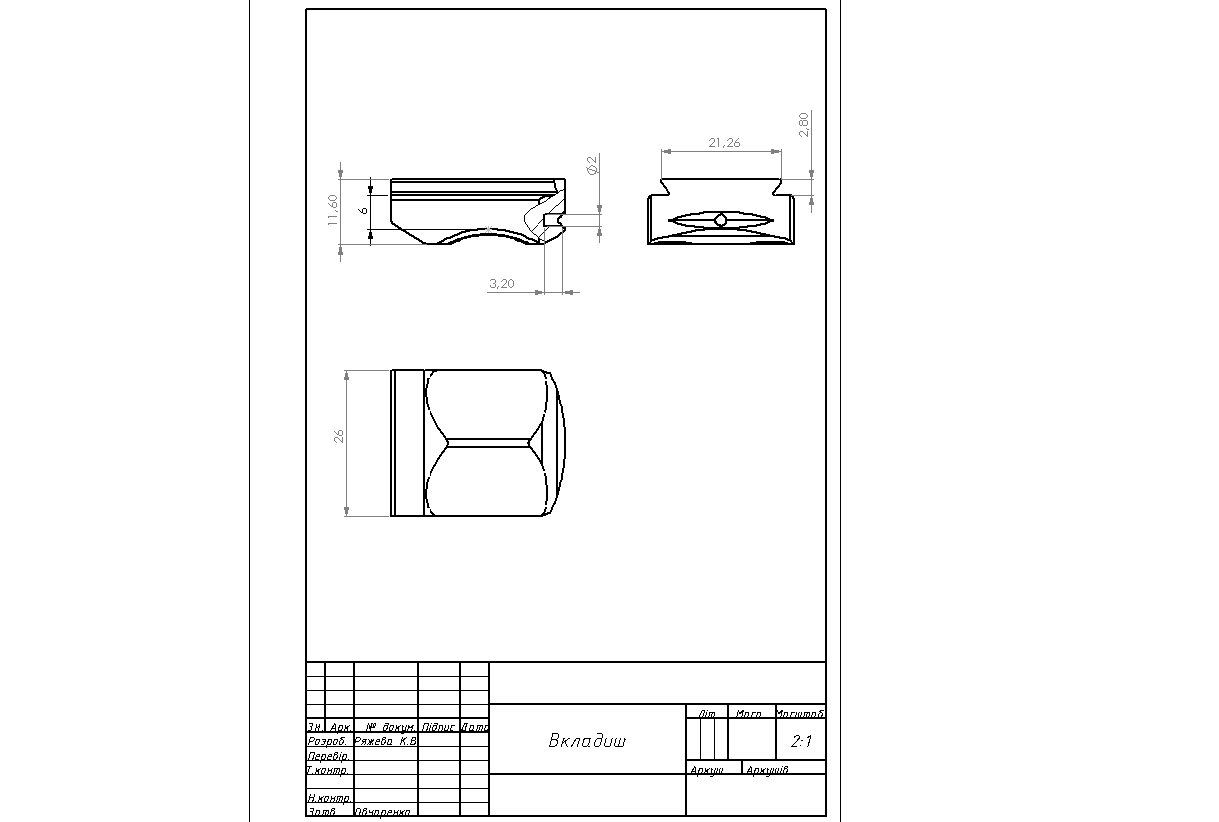 2,80
21,26
Ø2
11,60
6
3,20
26
Зм. Арк. № докум. Підпис Дата
Розроб. Ряжева К.В
Перевір.
Т.контр.
Н.контр.
Затв. Овчаренко
Вкладиш
Літ. Маса Масштаб
2:1
Аркуш Аркушів